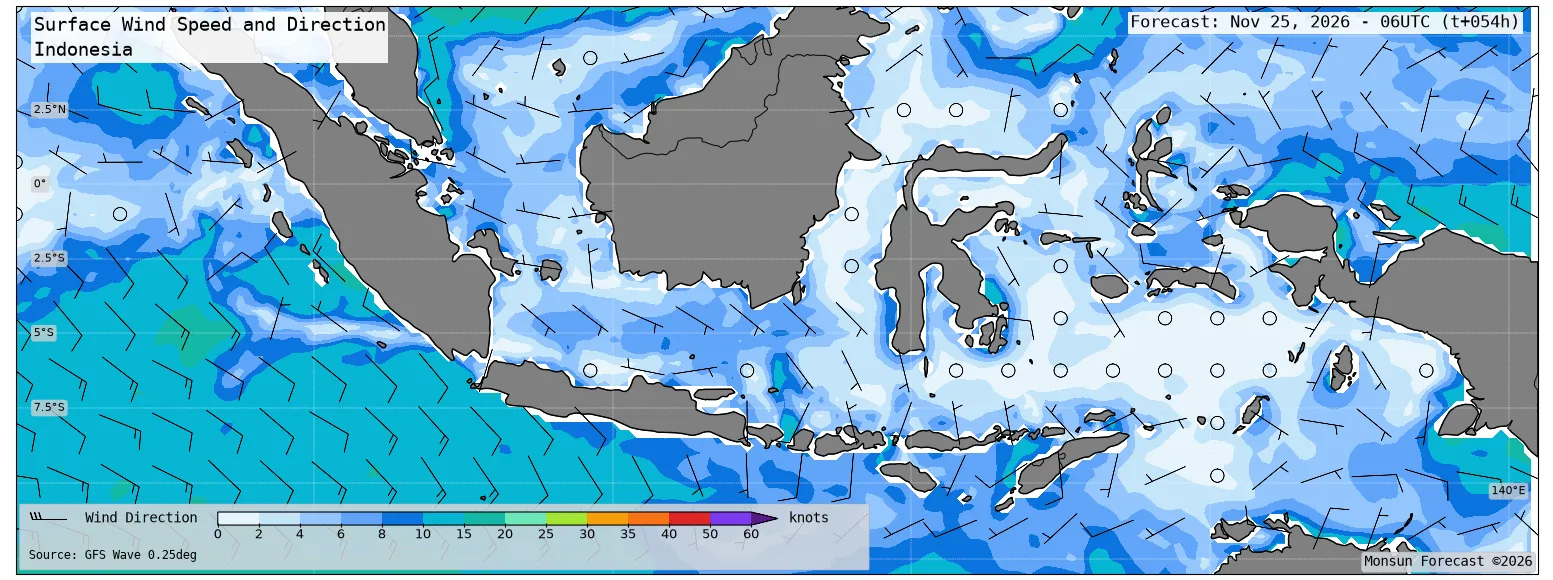 Surface Wind Speed and Direction
Indonesia
Forecast: Nov 25, 2026 - 06UTC (t+054h)
2.5°N
0°
2.5°S
5°S
7.5°S
140°E
Wind Direction
0 2 4 6 8 10 15 20 25 30 35 40 50 60
knots
Source: GFS Wave 0.25deg
Monsun Forecast ©2026